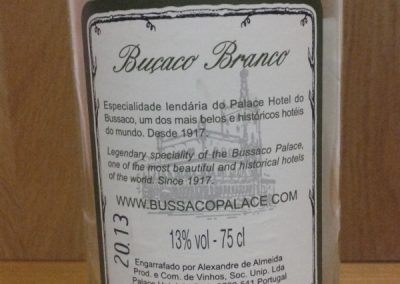 Buçaco Branco
Especialidade lendária do Palace Hotel do
Bussaco, um dos mais belos e históricos hotéis
do mundo. Desde 1917.
Legendary speciality of the Bussaco Palace,
one of the most beautiful and historical hotels
of the world. Since 1917.
WWW.BUSSACOPALACE.COM
2013
13% vol - 75 cl
Engarrafado por Alexandre de Almeida
Prod. e Com. de Vinhos, Soc. Unip. Lda
Palace Portugal